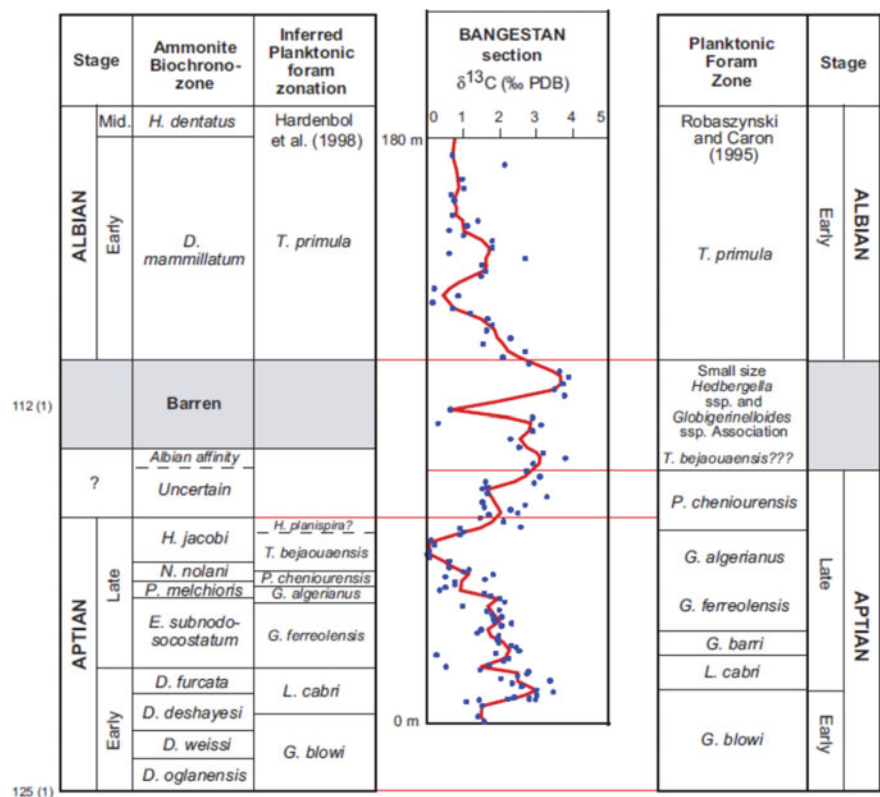 Stage
Ammonite
Biochrono-
zone
Inferred
Planktonic
foram
zonation
BANGESTAN
section
δ¹³C (‰ PDB)
Planktonic
Foram
Zone
Stage
ALBIAN
Mid.
H. dentatus
Hardenbol
et al. (1998)
0 1 2 3 4 5
180 m
Robaszynski
and Caron
(1995)
Early
D.
mammillatum
T. primula
T. primula
Early
ALBIAN
112 (1)
Barren
Small size
Hedbergella
ssp. and
Globigerinelloides
ssp. Association
T. bejaouaensis???
?
Albian affinity
Uncertain
P. cheniourensis
APTIAN
Late
H. jacobi
N. nolani
P. melchioris
E. subnodo-
socostatum
H. planispira?
T. bejaouaensis
P. cheniourensis
G. algerianus
G. ferreolensis
G. algerianus
G. ferreolensis
G. barri
L. cabri
Late
APTIAN
Early
D. furcata
D. deshayesi
D. weissi
D. oglanensis
L. cabri
G. blowi
0 m
G. blowi
Early
125 (1)